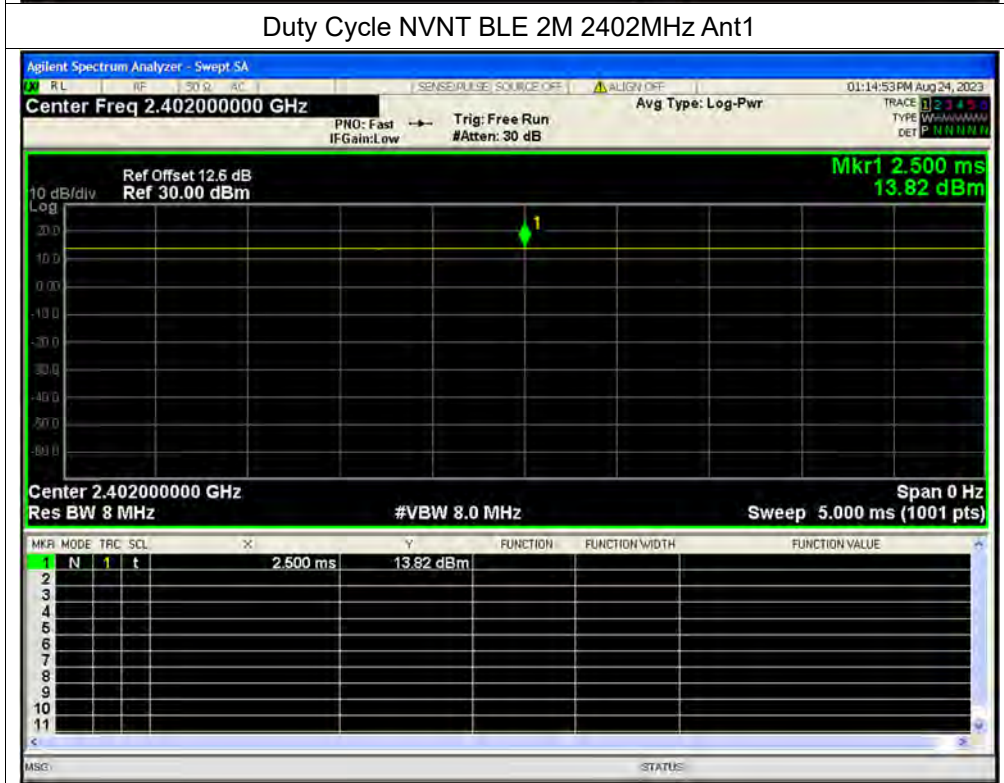 Duty Cycle NVNT BLE 2M 2402MHz Ant1
Agilent Spectrum Analyzer - Swept SA
RL RF 50 Ω AC SENSE:PULSE SOURCE OFF ALIGN OFF 01:14:53 PM Aug 24, 2023
Center Freq 2.402000000 GHz Avg Type: Log-Pwr TRACE 1 2 3 4 5 6
PNO: Fast Trig: Free Run TYPE
IFGain:Low #Atten: 30 dB DET P N N N N N
Mkr1 2.500 ms
13.82 dBm
Ref Offset 12.6 dB
10 dB/div Ref 30.00 dBm
Log
20.0
1
10.0
0.00
-10.0
-20.0
-30.0
-40.0
-50.0
-60.0
Center 2.402000000 GHz Span 0 Hz
Res BW 8 MHz #VBW 8.0 MHz Sweep 5.000 ms (1001 pts)
MKR MODE TRC SCL X Y FUNCTION FUNCTION WIDTH FUNCTION VALUE
1 N 1 t 2.500 ms 13.82 dBm
2
3
4
5
6
7
8
9
10
11
MSG STATUS